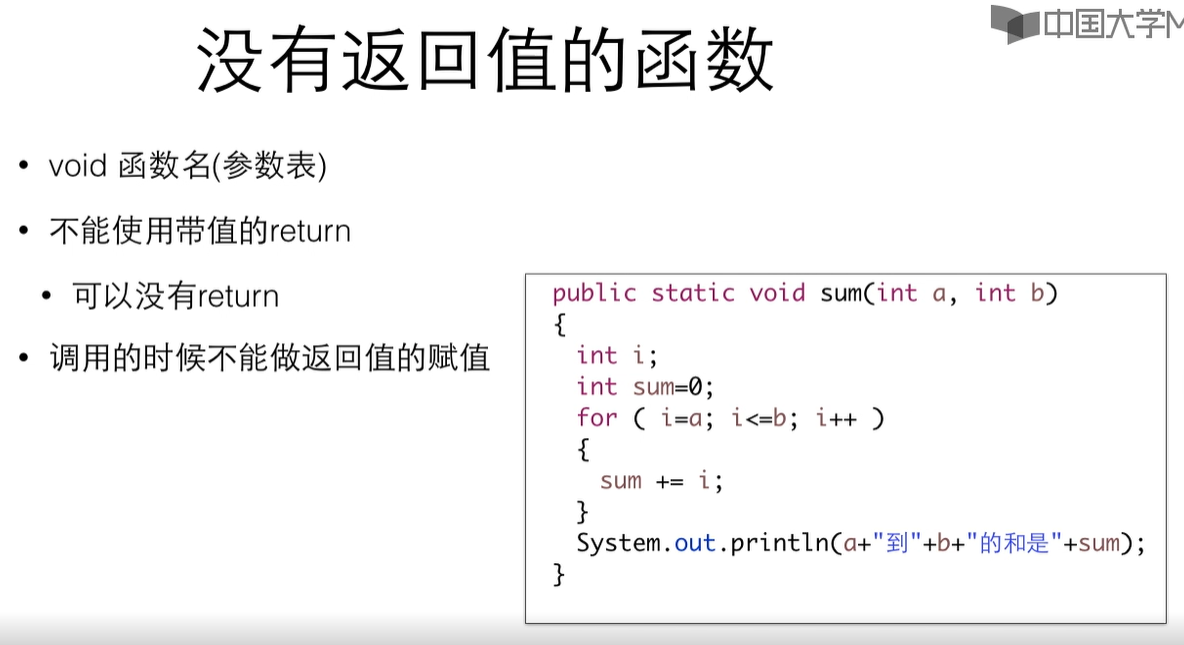 中国大学M
没有返回值的函数
• void 函数名(参数表)
• 不能使用带值的return
• 可以没有return
• 调用的时候不能做返回值的赋值
public static void sum(int a, int b)
{
int i;
int sum=0;
for ( i=a; i<=b; i++ )
{
sum += i;
}
System.out.println(a+"到"+b+"的和是"+sum);
}